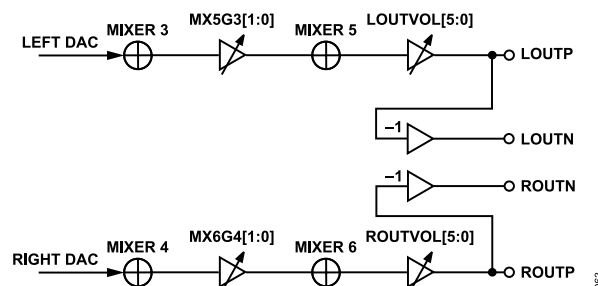 MIXER 3 MX5G3[1:0] MIXER 5 LOUTVOL[5:0]
LEFT DAC
LOUTP
–1
LOUTN
–1
ROUTN
MIXER 4 MX6G4[1:0] MIXER 6 ROUTVOL[5:0]
RIGHT DAC
ROUTP